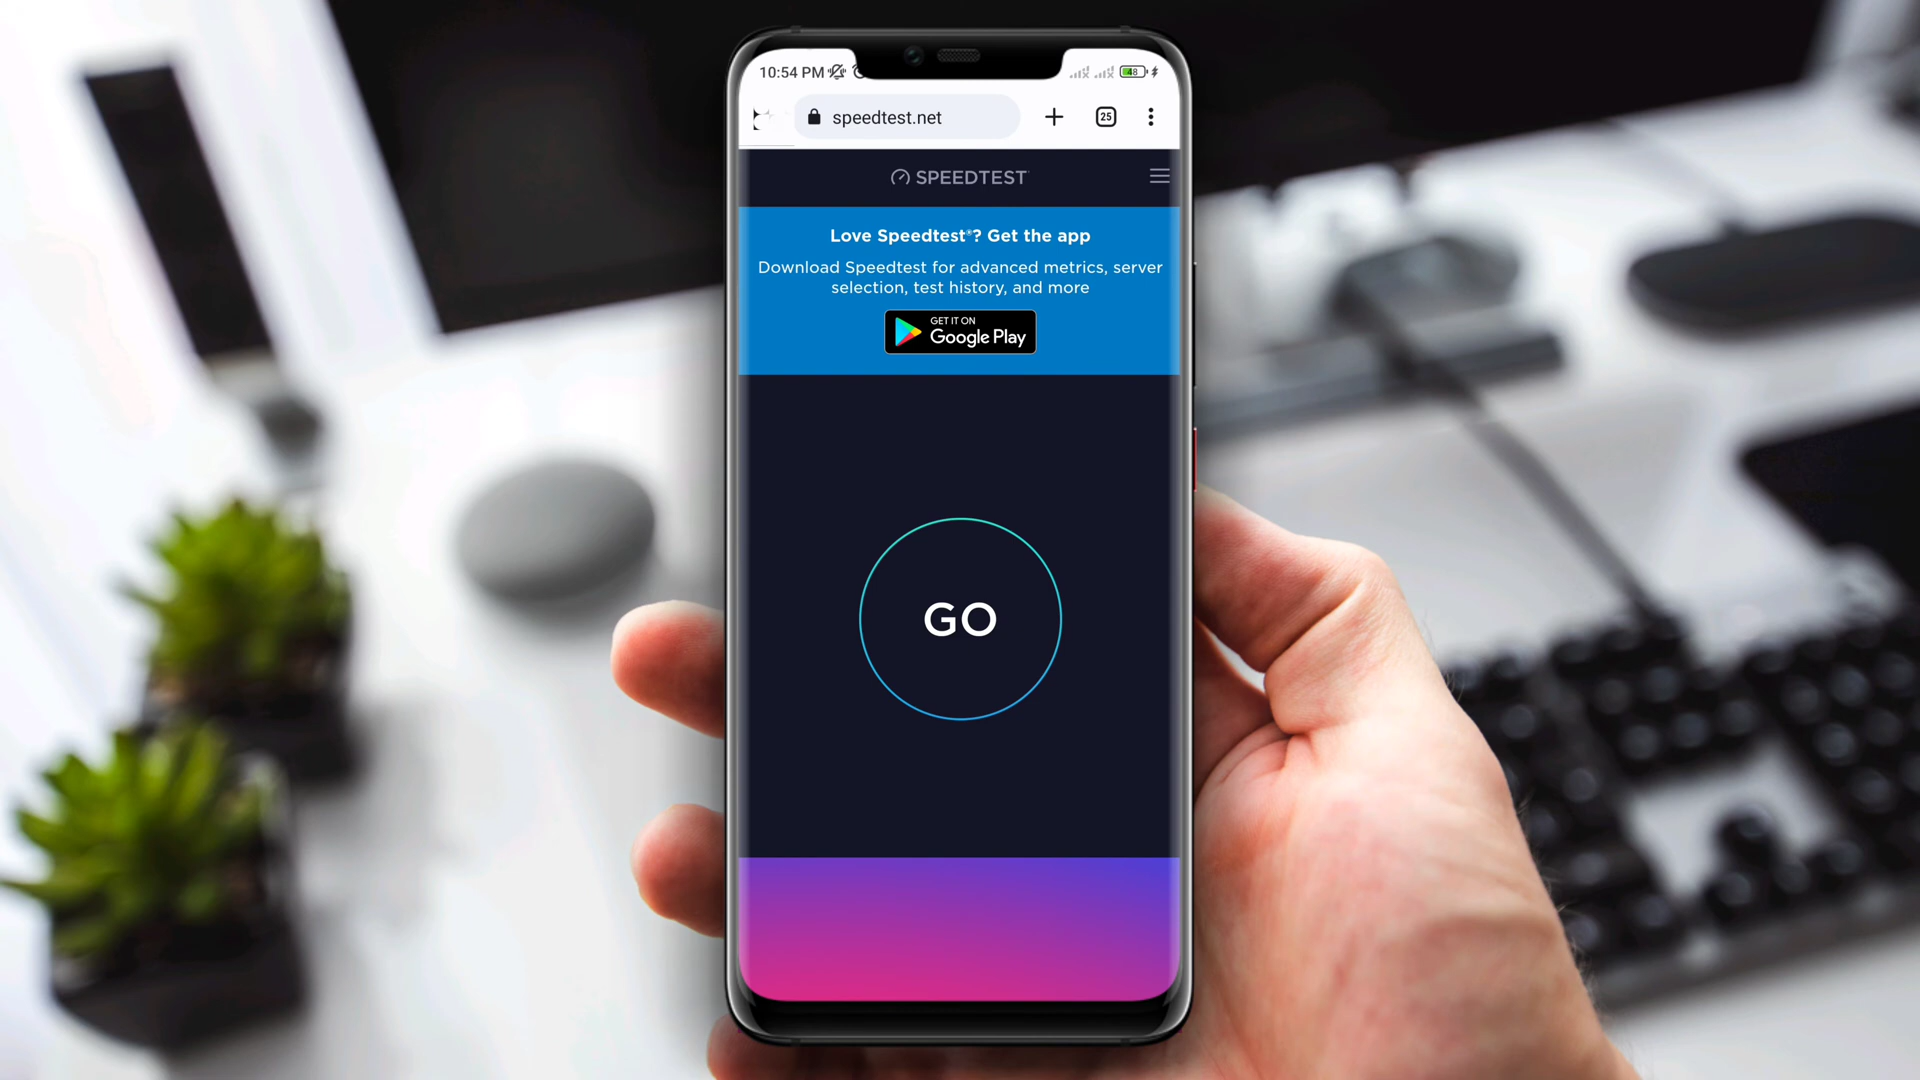 10:54 PM
48
speedtest.net
25
SPEEDTEST
Love Speedtest®? Get the app
Download Speedtest for advanced metrics, server
selection, test history, and more
GET IT ON
Google Play
GO